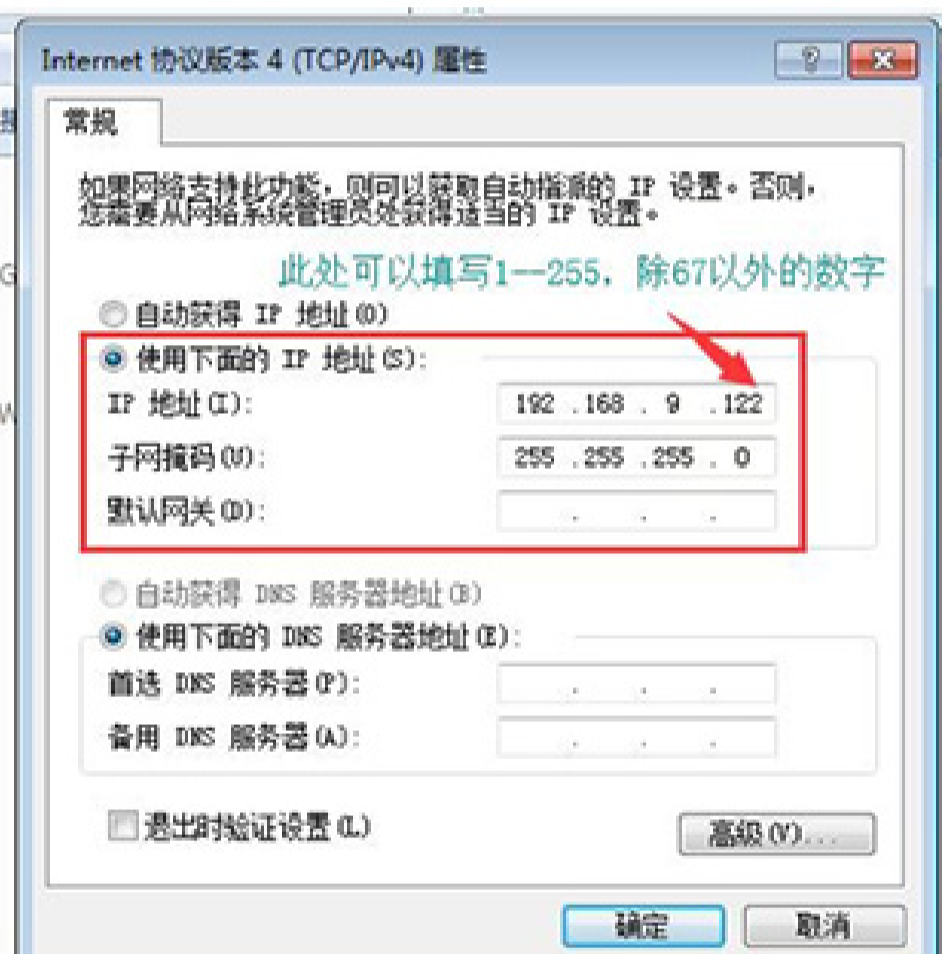 Internet 协议版本 4 (TCP/IPv4) 属性
常规
如果网络支持此功能，则可以获取自动指派的 IP 设置。否则，
您需要从网络系统管理员处获得适当的 IP 设置。
此处可以填写1--255，除67以外的数字
自动获得 IP 地址(O)
使用下面的 IP 地址(S):
IP 地址(I): 192 .168 . 9 .122
子网掩码(U): 255 .255 .255 . 0
默认网关(D): . . .
自动获得 DNS 服务器地址(B)
使用下面的 DNS 服务器地址(E):
首选 DNS 服务器(P): . . .
备用 DNS 服务器(A): . . .
退出时验证设置(L)
高级(V)...
确定 取消